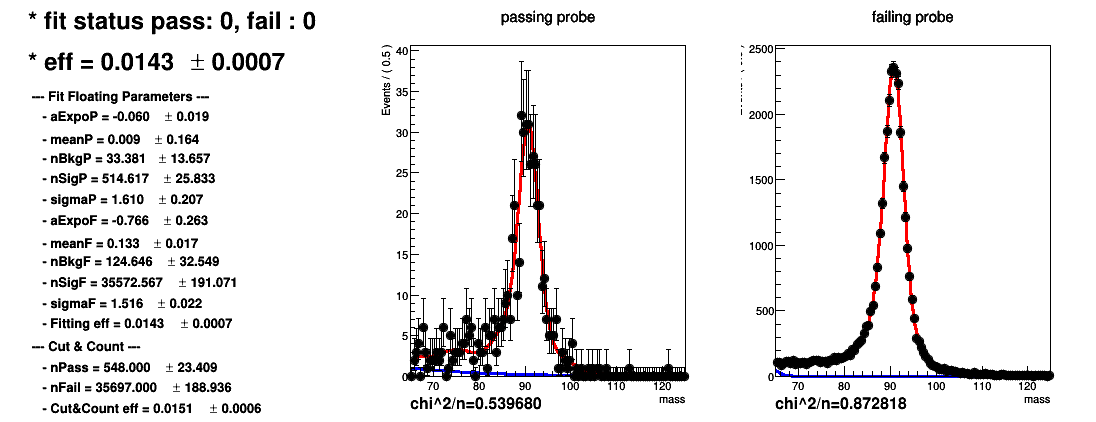 * fit status pass: 0, fail : 0
* eff = 0.0143 ± 0.0007
--- Fit Floating Parameters ---
- aExpoP = -0.060 ± 0.019
- meanP = 0.009 ± 0.164
- nBkgP = 33.381 ± 13.657
- nSigP = 514.617 ± 25.833
- sigmaP = 1.610 ± 0.207
- aExpoF = -0.766 ± 0.263
- meanF = 0.133 ± 0.017
- nBkgF = 124.646 ± 32.549
- nSigF = 35572.567 ± 191.071
- sigmaF = 1.516 ± 0.022
- Fitting eff = 0.0143 ± 0.0007
--- Cut & Count ---
- nPass = 548.000 ± 23.409
- nFail = 35697.000 ± 188.936
- Cut&Count eff = 0.0151 ± 0.0006
passing probe
Events / ( 0.5 )
40
35
30
25
20
15
10
5
0
70 80 90 100 110 120
mass
chi^2/n=0.539680
failing probe
2500
2000
1500
1000
500
0
70 80 90 100 110 120
mass
chi^2/n=0.872818